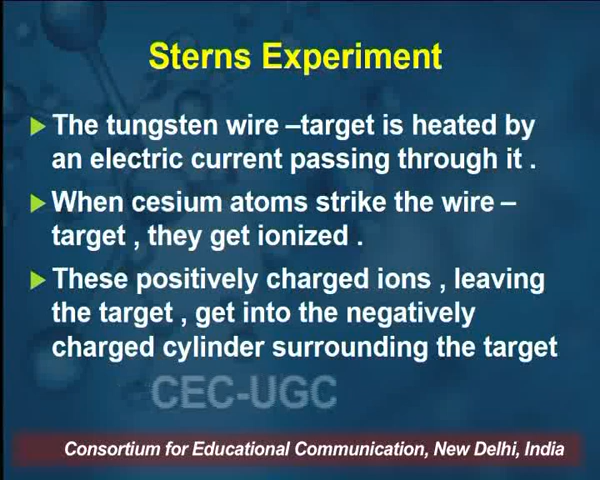 Sterns Experiment
The tungsten wire –target is heated by
an electric current passing through it .
When cesium atoms strike the wire –
target , they get ionized .
These positively charged ions , leaving
the target , get into the negatively
charged cylinder surrounding the target
CEC-UGC
Consortium for Educational Communication, New Delhi, India